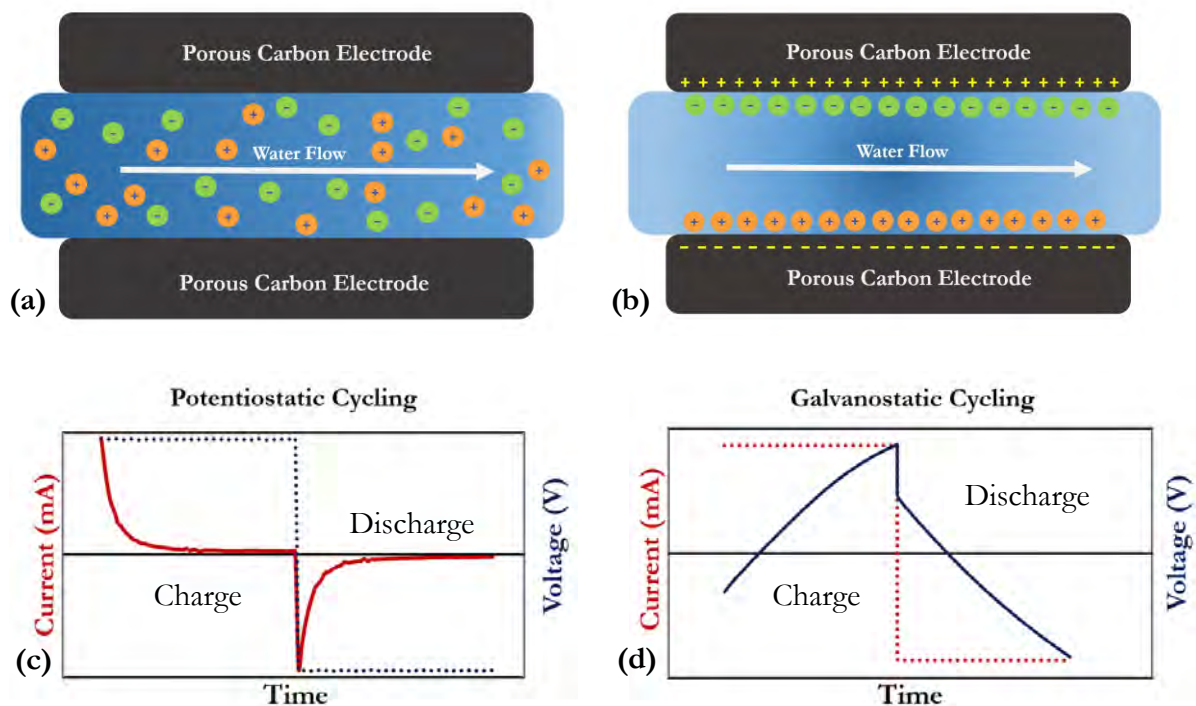 Porous Carbon Electrode
Water Flow
Porous Carbon Electrode
(a)
Porous Carbon Electrode
+ + + + + + + + + + + + + + + + + + + +
Water Flow
Porous Carbon Electrode
(b)
Potentiostatic Cycling
Current (mA)
Voltage (V)
Discharge
Charge
(c)
Time
Galvanostatic Cycling
Current (mA)
Voltage (V)
Discharge
Charge
(d)
Time